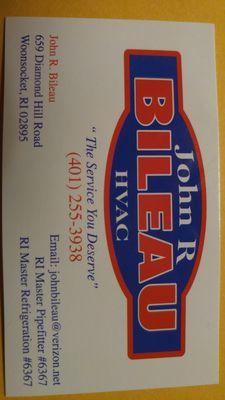 John R
BILEAU
HVAC
" The Service You Deserve"
(401) 255-3938
John R. Bileau
659 Diamond Hill Road
Woonsocket, RI 02895
Email: johnbileau@verizon.net
RI Master Pipefitter #6367
RI Master Refrigeration #6367